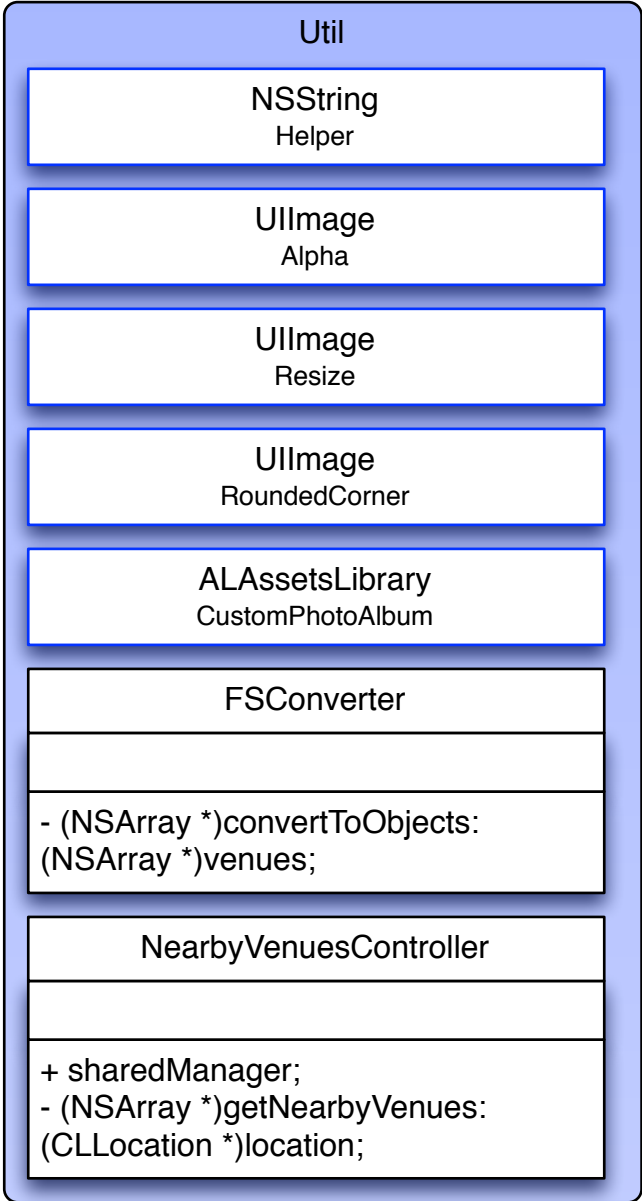 Util
NSString
Helper
UIImage
Alpha
UIImage
Resize
UIImage
RoundedCorner
ALAssetsLibrary
CustomPhotoAlbum
FSConverter
- (NSArray *)convertToObjects:
(NSArray *)venues;
NearbyVenuesController
+ sharedManager;
- (NSArray *)getNearbyVenues:
(CLLocation *)location;